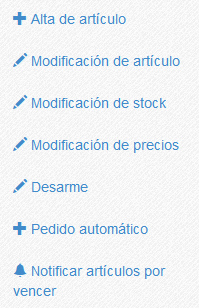 Alta de artículo
Modificación de artículo
Modificación de stock
Modificación de precios
Desarme
Pedido automático
Notificar artículos por
vencer